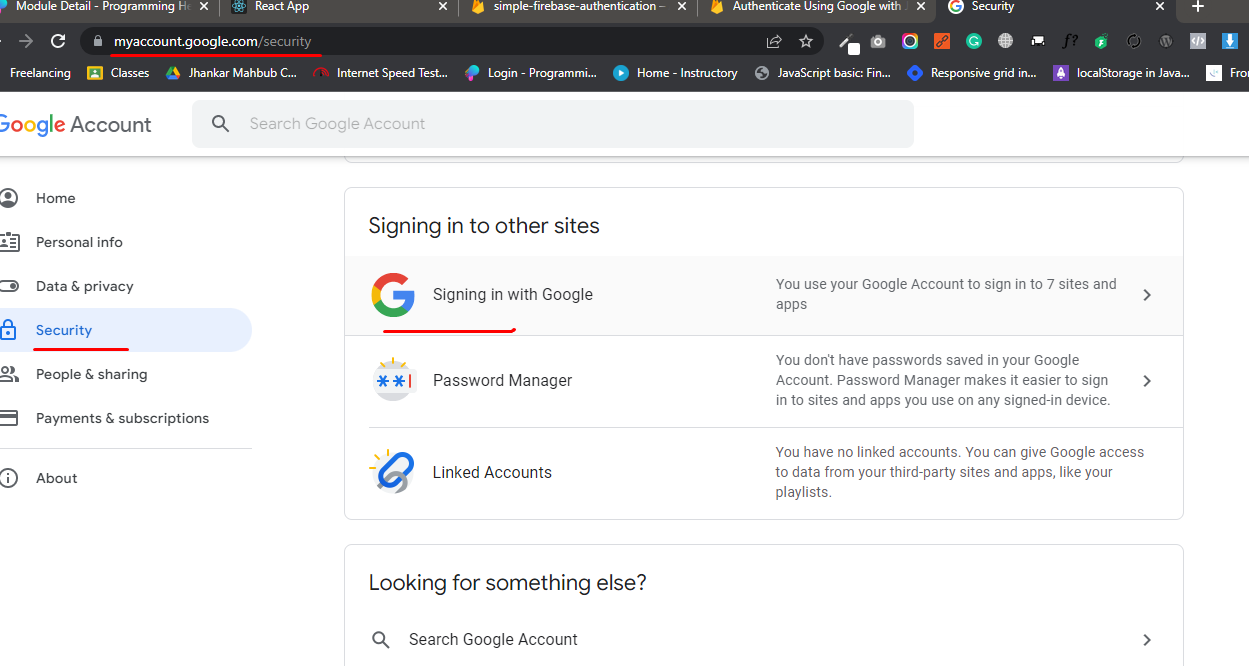 Module Detail - Programming He
React App
simple-firebase-authentication –
Authenticate Using Google with J
Security
myaccount.google.com/security
Freelancing
Classes
Jhankar Mahbub C...
Internet Speed Test...
Login - Programmi...
Home - Instructory
JavaScript basic: Fin...
Responsive grid in...
localStorage in Java...
Fron
Google Account
Search Google Account
Home
Personal info
Data & privacy
Security
People & sharing
Payments & subscriptions
About
Signing in to other sites
Signing in with Google
You use your Google Account to sign in to 7 sites and
apps
Password Manager
You don't have passwords saved in your Google
Account. Password Manager makes it easier to sign
in to sites and apps you use on any signed-in device.
Linked Accounts
You have no linked accounts. You can give Google access
to data from your third-party sites and apps, like your
playlists.
Looking for something else?
Search Google Account